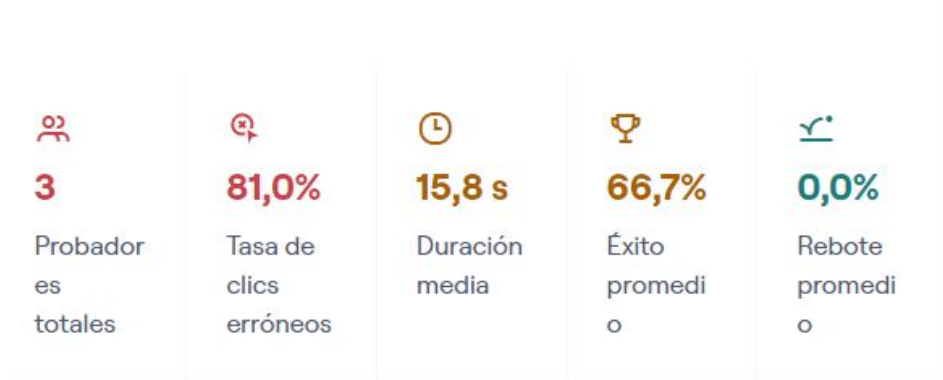 3
Probador
es
totales
81,0%
Tasa de
clics
erróneos
15,8 s
Duración
media
66,7%
Éxito
promedi
o
0,0%
Rebote
promedi
o